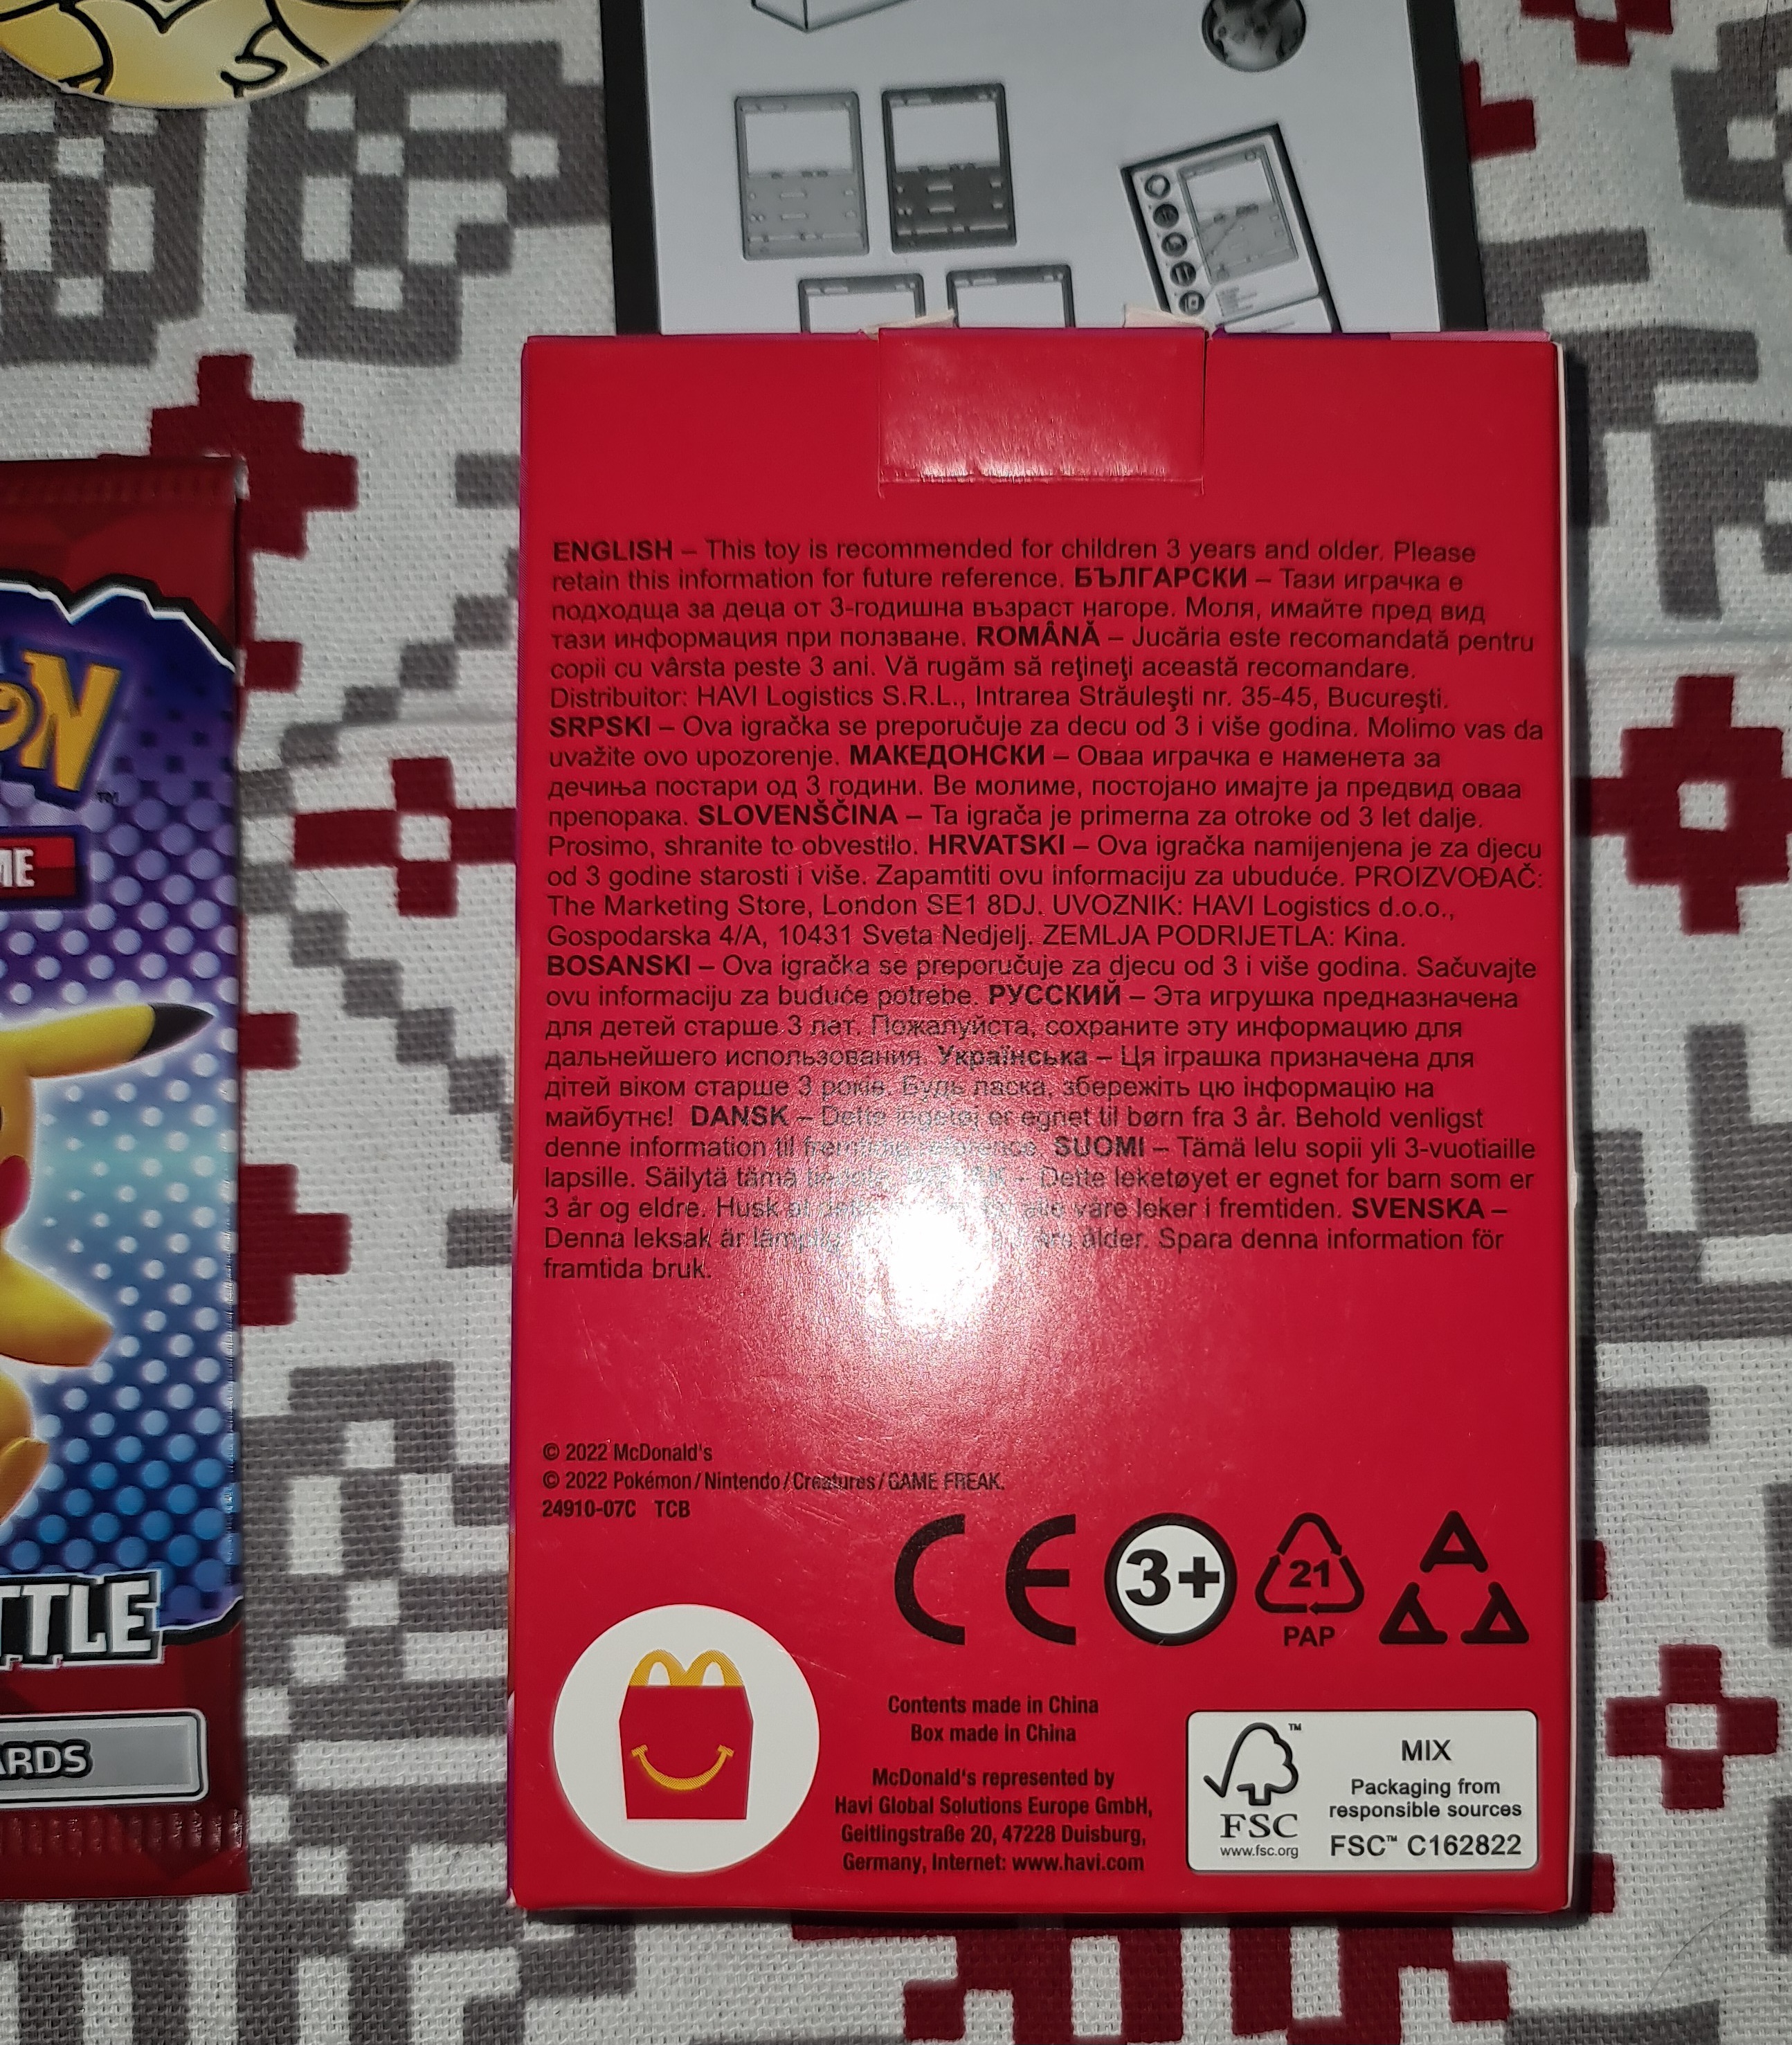 ON
TM
ME
TTLE
ARDS
ENGLISH – This toy is recommended for children 3 years and older. Please
retain this information for future reference. БЪЛГАРСКИ – Тази играчка е
подходща за деца от 3-годишна възраст нагоре. Моля, имайте пред вид
тази информация при ползване. ROMÂNĂ – Jucăria este recomandată pentru
copii cu vârsta peste 3 ani. Vă rugăm să reţineţi această recomandare.
Distribuitor: HAVI Logistics S.R.L., Intrarea Străuleşti nr. 35-45, Bucureşti.
SRPSKI – Ova igračka se preporučuje za decu od 3 i više godina. Molimo vas da
uvažite ovo upozorenje. МАКЕДОНСКИ – Оваа играчка е наменета за
дечиња постари од 3 години. Ве молиме, постојано имајте ја предвид оваа
препорака. SLOVENŠČINA – Ta igrača je primerna za otroke od 3 let dalje.
Prosimo, shranite to obvestilo. HRVATSKI – Ova igračka namijenjena je za djecu
od 3 godine starosti i više. Zapamtiti ovu informaciju za ubuduće. PROIZVOĐAČ:
The Marketing Store, London SE1 8DJ. UVOZNIK: HAVI Logistics d.o.o.,
Gospodarska 4/A, 10431 Sveta Nedjelj. ZEMLJA PODRIJETLA: Kina.
BOSANSKI – Ova igračka se preporučuje za djecu od 3 i više godina. Sačuvajte
ovu informaciju za buduće potrebe. РУССКИЙ – Эта игрушка предназначена
для детей старше 3 лет. Пожалуйста, сохраните эту информацию для
дальнейшего использования. Українська – Ця іграшка призначена для
дітей віком старше 3 років. Будь ласка, збережіть цю інформацію на
майбутнє! DANSK – Dette legetøj er egnet til børn fra 3 år. Behold venligst
denne information til SUOMI – Tämä lelu sopii yli 3-vuotiaille
lapsille. Säilytä tämä – Dette leketøyet er egnet for barn som er
3 år og eldre. Husk våre leker i fremtiden. SVENSKA –
Denna leksak är ålder. Spara denna information för
framtida bruk.
© 2022 McDonald's
© 2022 Pokémon/Nintendo/Creatures/GAME FREAK.
24910-07C TCB
CE
3+
21
PAP
Contents made in China
Box made in China
McDonald's represented by
Havi Global Solutions Europe GmbH,
Geitlingstraße 20, 47228 Duisburg,
Germany, Internet: www.havi.com
TM
FSC
www.fsc.org
MIX
Packaging from
responsible sources
FSC™ C162822